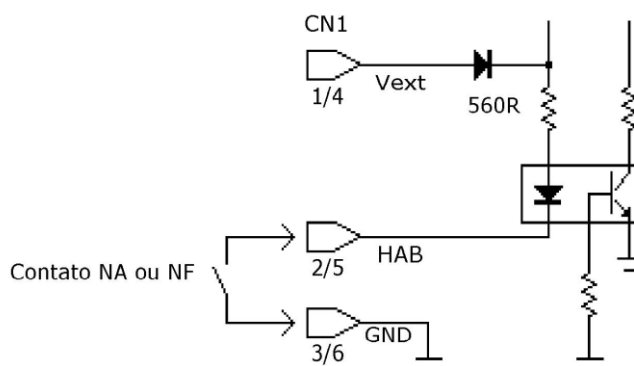 CN1
1/4
Vext
560R
2/5
HAB
Contato NA ou NF
3/6
GND